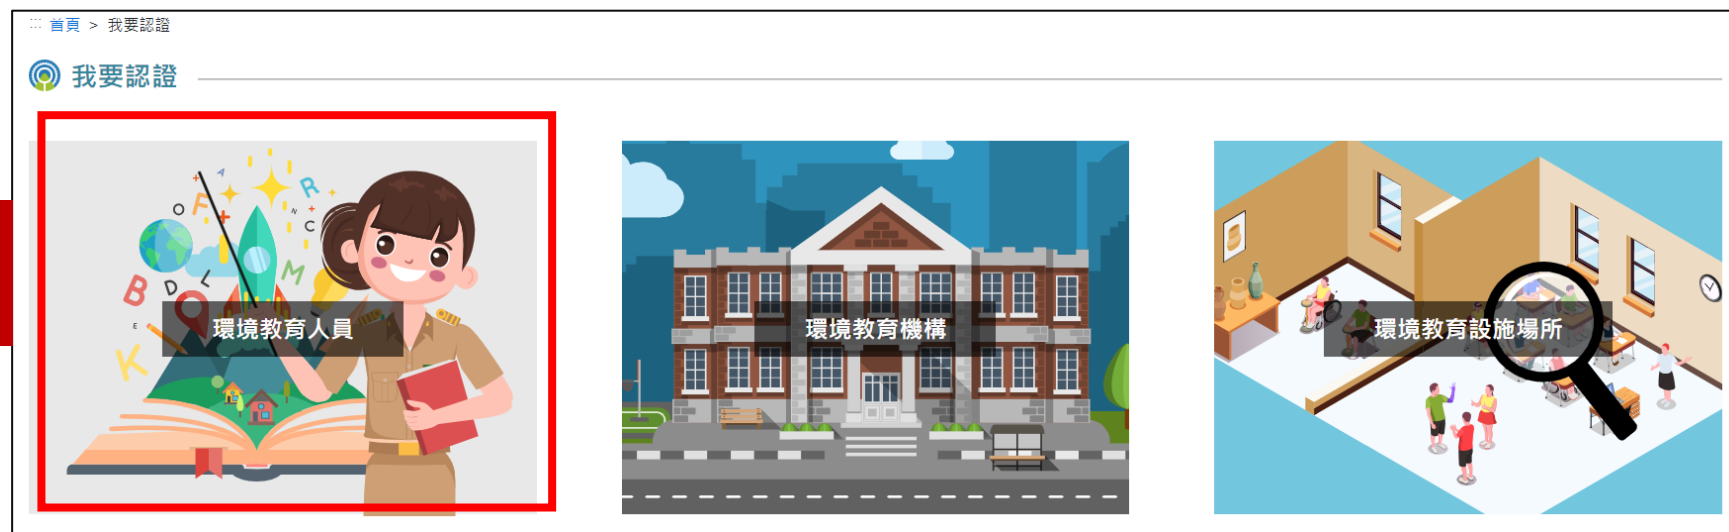 ::: 首頁 > 我要認證
我要認證
環境教育人員
環境教育機構
環境教育設施場所
A
R
O
F
N
C
M
B
D
L
E
K